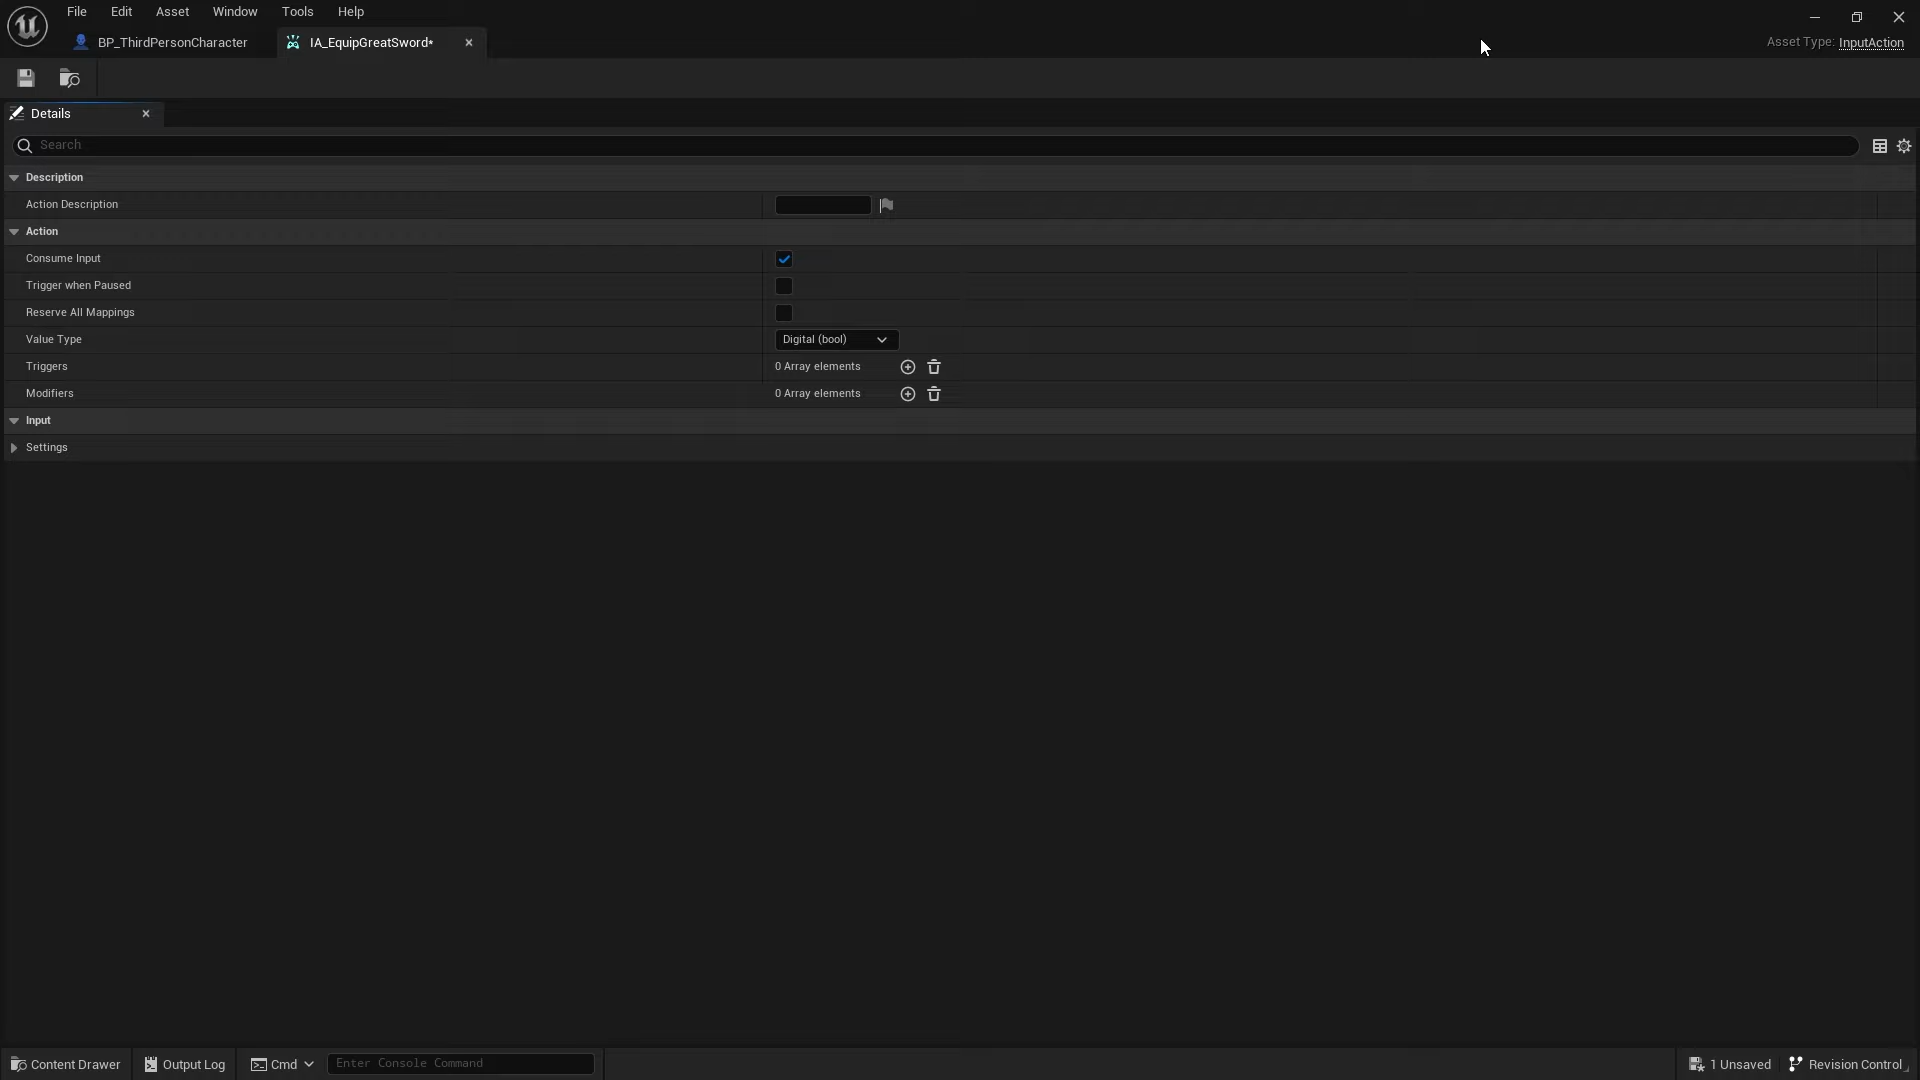 File Edit Asset Window Tools Help
BP_ThirdPersonCharacter
IA_EquipGreatSword*
Asset Type: InputAction
Details
Search
Description
Action Description
Action
Consume Input
Trigger when Paused
Reserve All Mappings
Value Type Digital (bool)
Triggers 0 Array elements
Modifiers 0 Array elements
Input
Settings
Content Drawer Output Log Cmd Enter Console Command 1 Unsaved Revision Control